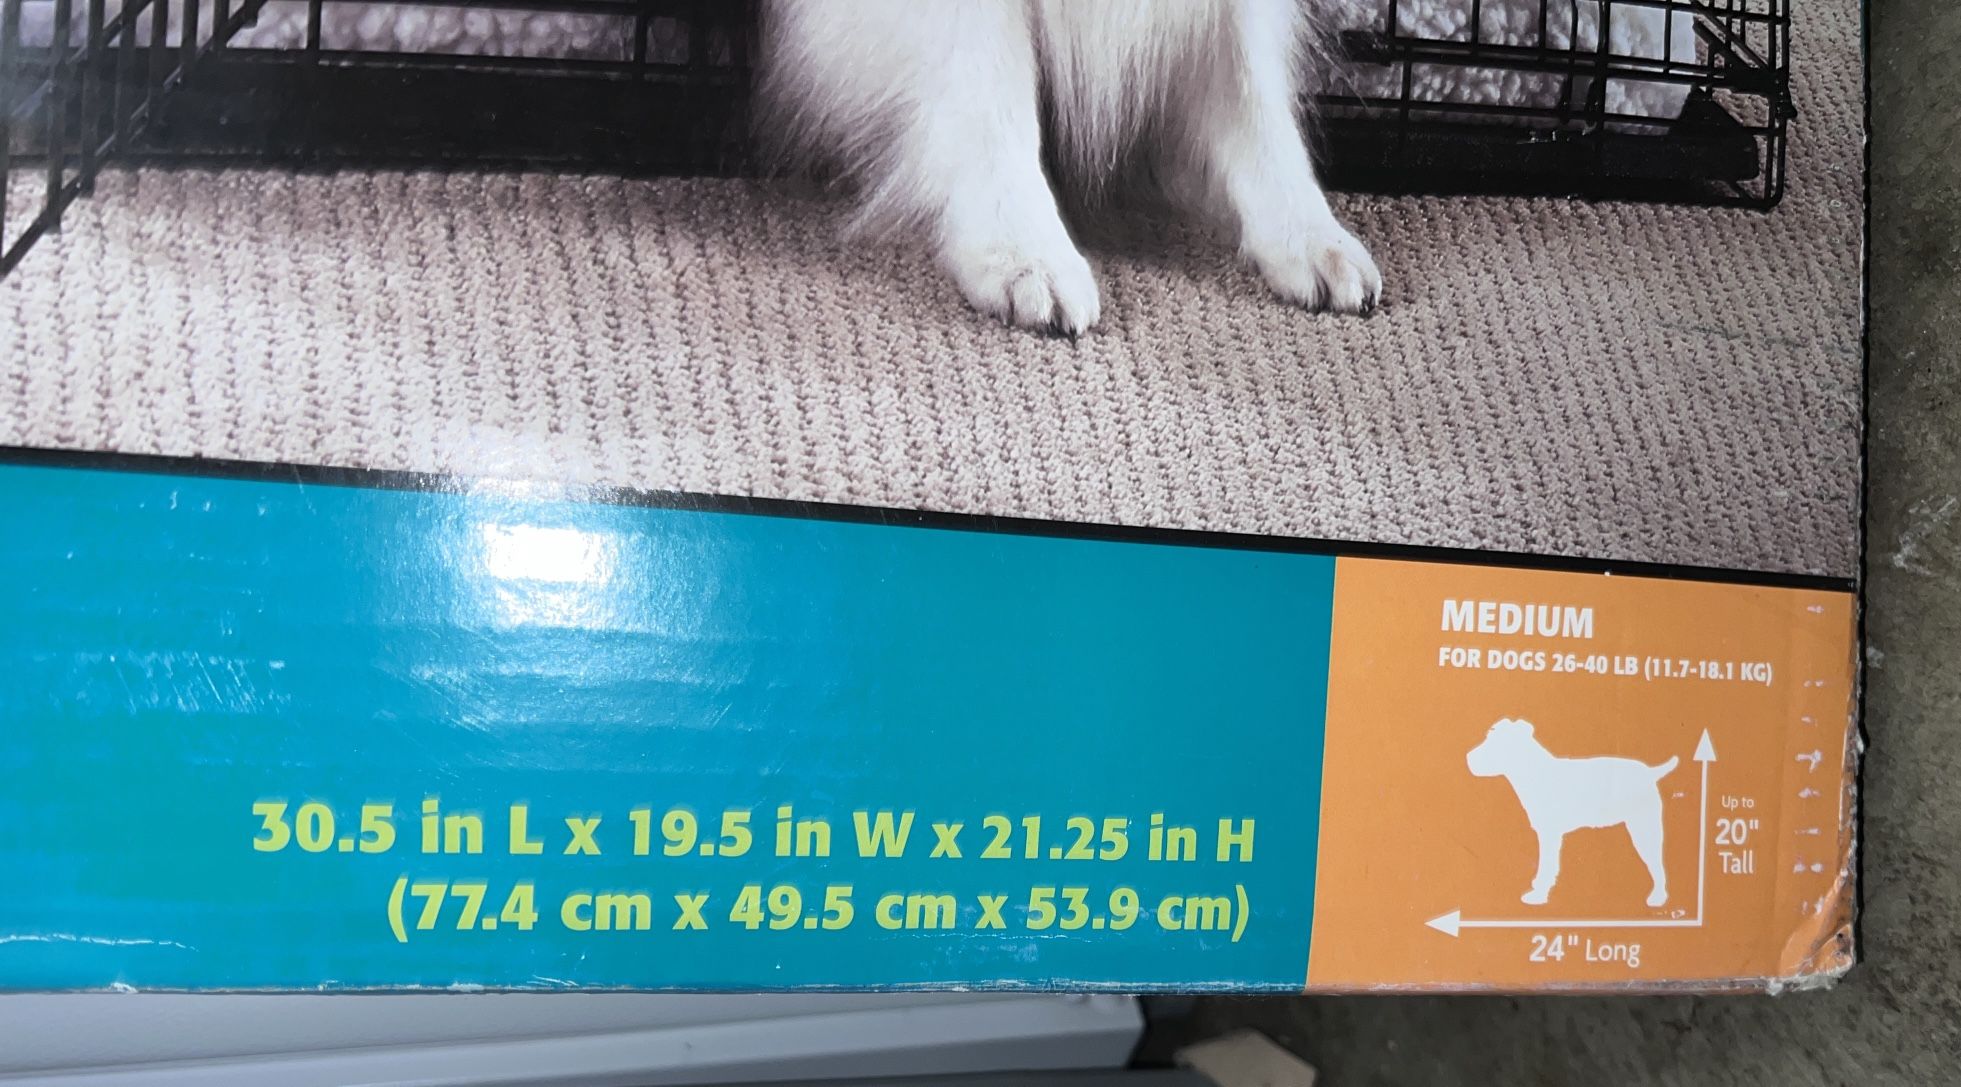 MEDIUM
FOR DOGS 26-40 LB (11.7-18.1 KG)
Up to
20"
Tall
24" Long
30.5 in L x 19.5 in W x 21.25 in H
(77.4 cm x 49.5 cm x 53.9 cm)